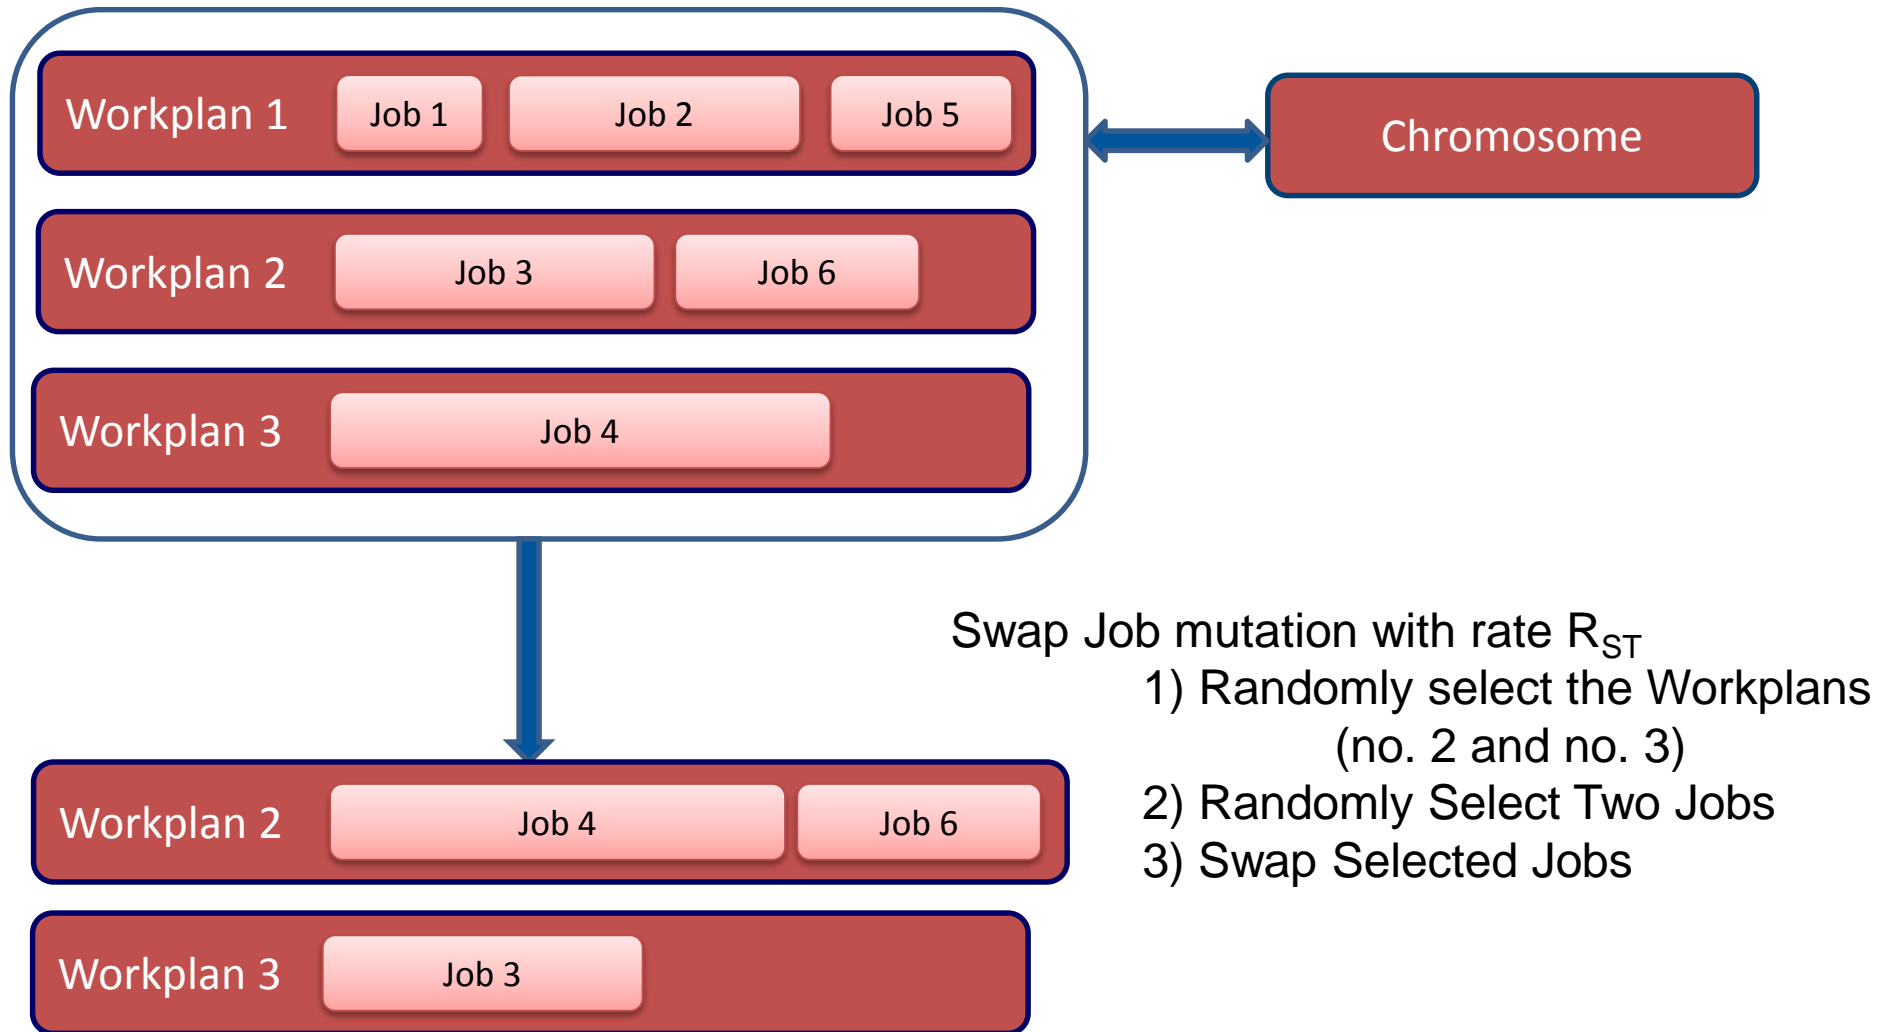 Workplan 1 Job 1 Job 2 Job 5
Chromosome
Workplan 2 Job 3 Job 6
Workplan 3 Job 4
Swap Job mutation with rate R_ST
1) Randomly select the Workplans
(no. 2 and no. 3)
2) Randomly Select Two Jobs
3) Swap Selected Jobs
Workplan 2 Job 4 Job 6
Workplan 3 Job 3